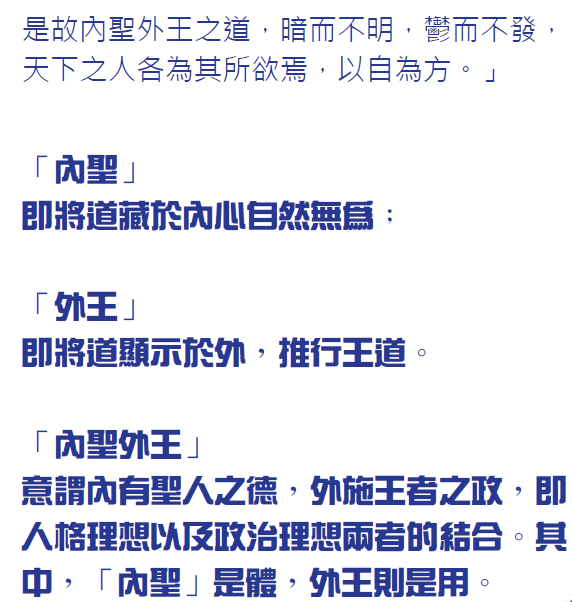 是故內聖外王之道，暗而不明，鬱而不發，
天下之人各為其所欲焉，以自為方。」
「內聖」
即將道藏於內心自然無為；
「外王」
即將道顯示於外，推行王道。
「內聖外王」
意謂內有聖人之德，外施王者之政，即
人格理想以及政治理想兩者的結合。其
中，「內聖」是體，外王則是用。